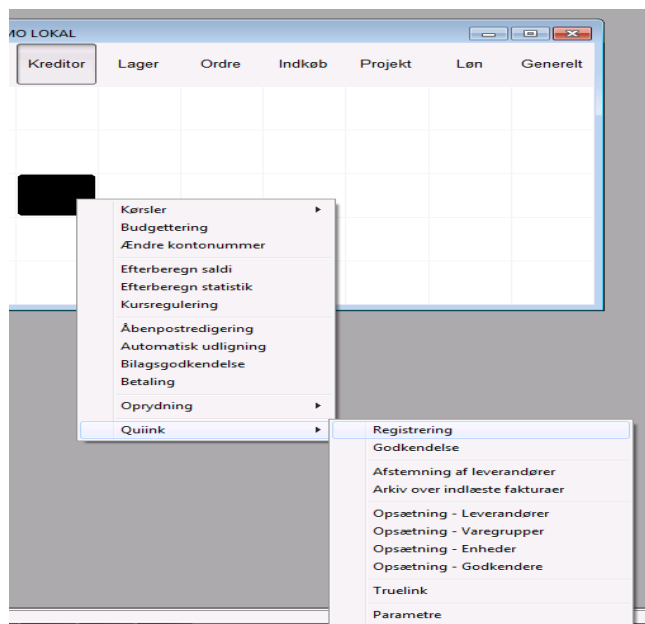 MO LOKAL
Kreditor Lager Ordre Indkøb Projekt Løn Generelt
Kørsler
Budgettering
Ændre kontonummer
Efterberegn saldi
Efterberegn statistik
Kursregulering
Åbenpostredigering
Automatisk udligning
Bilagsgodkendelse
Betaling
Oprydning
Quiink
Registrering
Godkendelse
Afstemning af leverandører
Arkiv over indlæste fakturaer
Opsætning - Leverandører
Opsætning - Varegrupper
Opsætning - Enheder
Opsætning - Godkendere
Truelink
Parametre